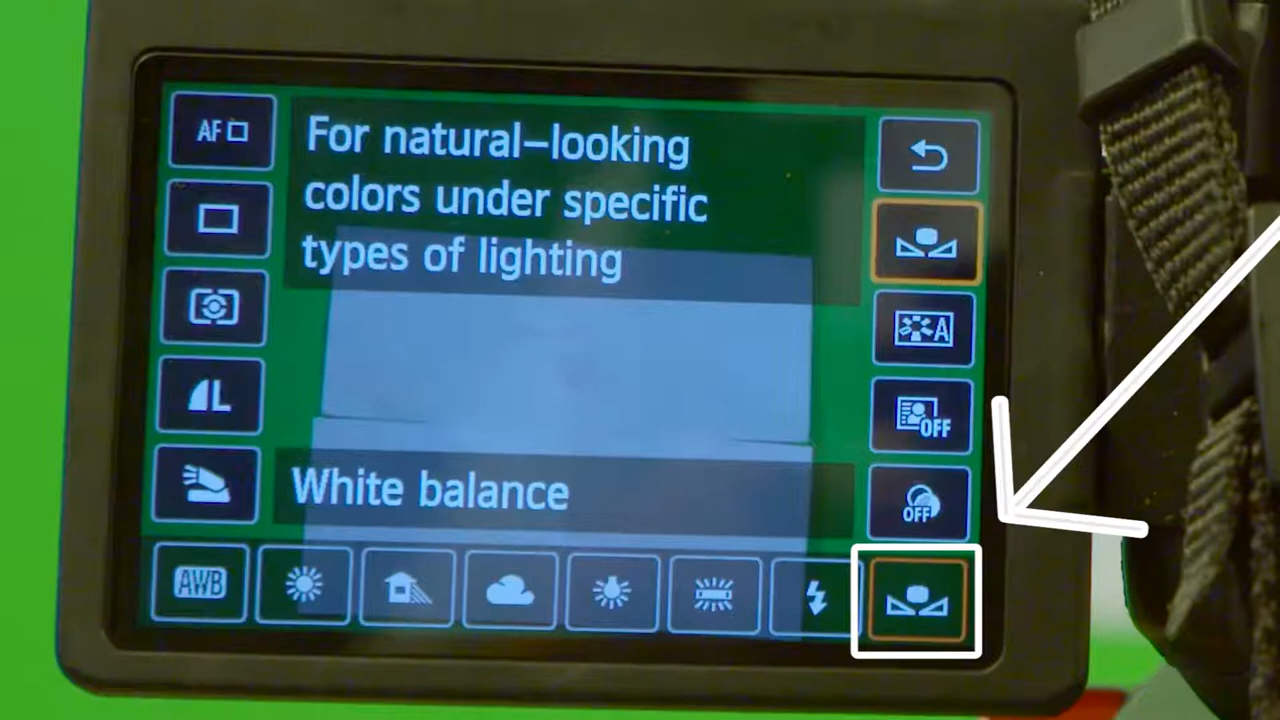 AF
For natural-looking
colors under specific
types of lighting
A
OFF
L
OFF
White balance
AWB